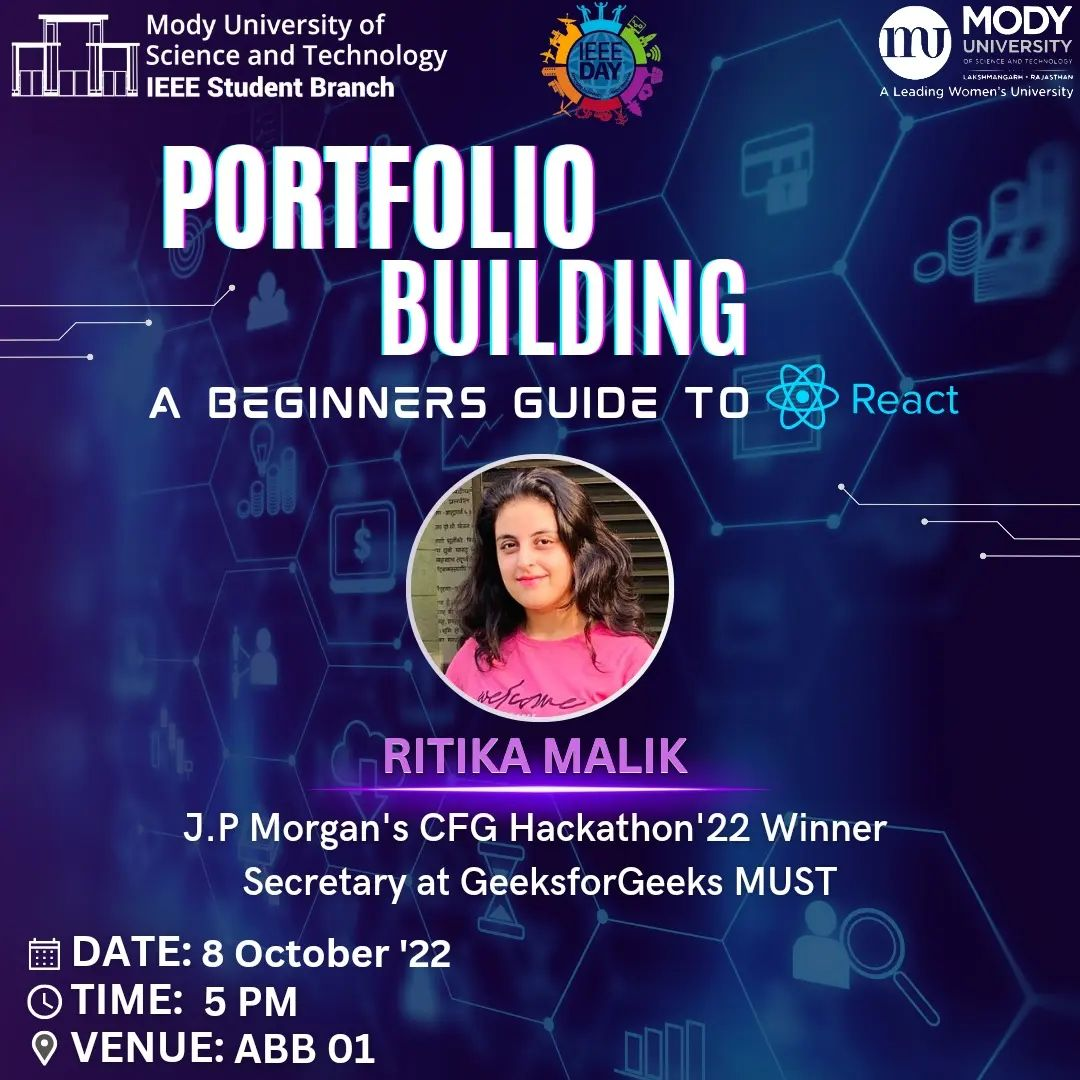 Mody University of
Science and Technology
IEEE Student Branch
IEEE
DAY
mu
MODY
UNIVERSITY
OF SCIENCE AND TECHNOLOGY
LAKSHMANGARH • RAJASTHAN
A Leading Women's University
PORTFOLIO
BUILDING
A BEGINNERS GUIDE TO React
welcome
RITIKA MALIK
J.P Morgan's CFG Hackathon'22 Winner
Secretary at GeeksforGeeks MUST
DATE: 8 October '22
TIME: 5 PM
VENUE: ABB 01